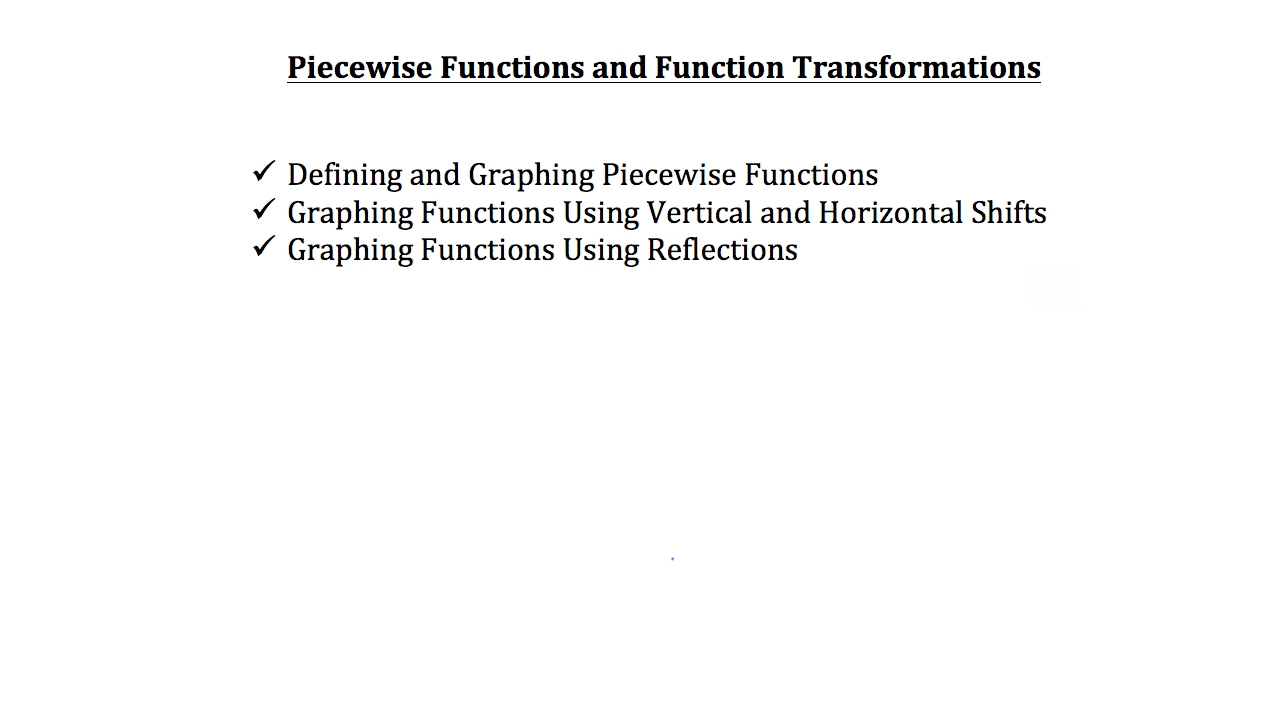 Piecewise Functions and Function Transformations
✓ Defining and Graphing Piecewise Functions
✓ Graphing Functions Using Vertical and Horizontal Shifts
✓ Graphing Functions Using Reflections